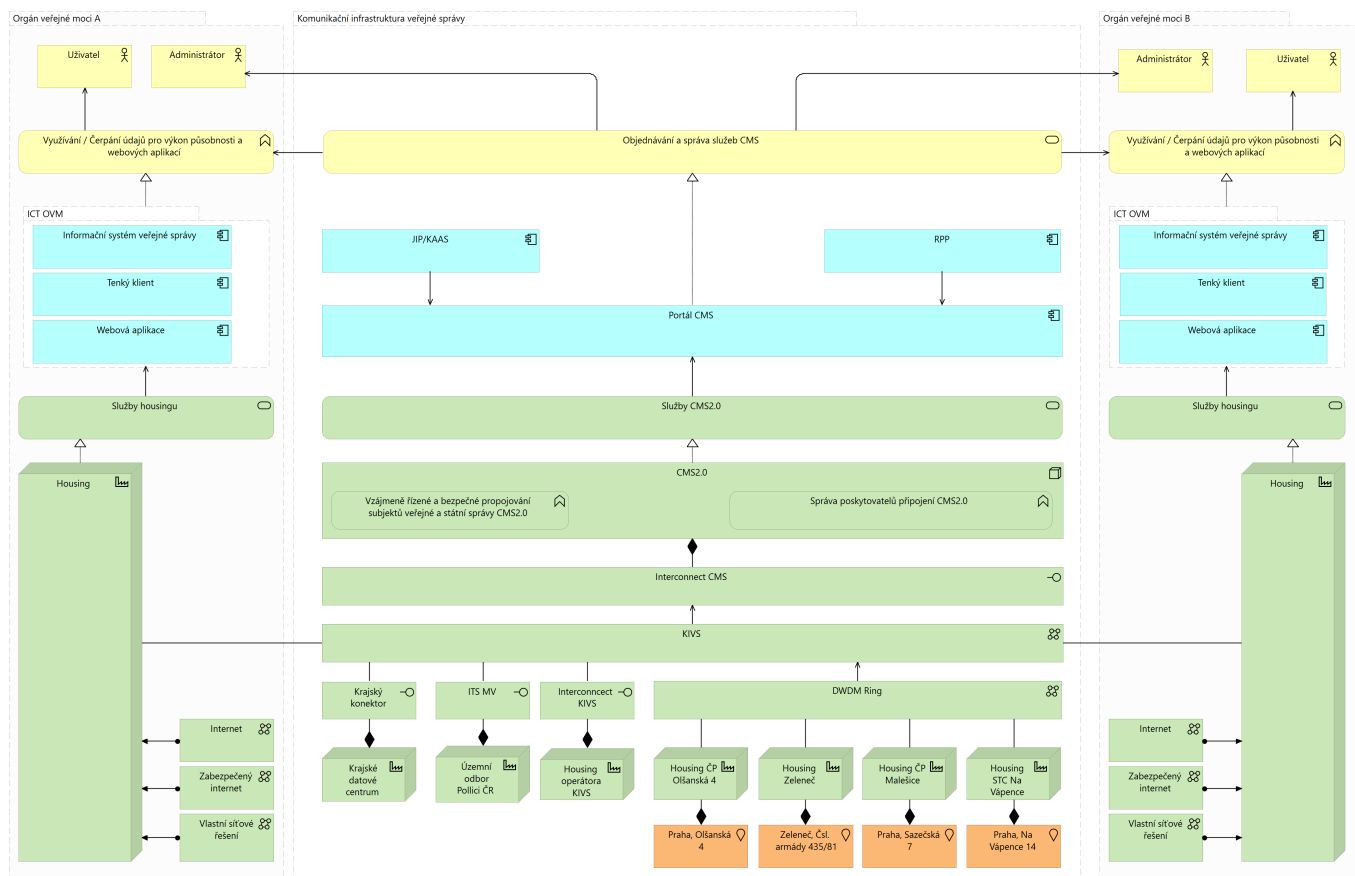 Orgán veřejné moci A
Komunikační infrastruktura veřejné správy
Orgán veřejné moci B
Uživatel
Administrátor
Administrátor
Uživatel
Využívání / Čerpání údajů pro výkon působnosti a
webových aplikací
Objednávání a správa služeb CMS
Využívání / Čerpání údajů pro výkon působnosti
a webových aplikací
ICT OVM
Informační systém veřejné správy
Tenký klient
Webová aplikace
JIP/KAAS
RPP
Portál CMS
ICT OVM
Informační systém veřejné správy
Tenký klient
Webová aplikace
Služby housingu
Služby CMS2.0
Služby housingu
Housing
CMS2.0
Vzájmeně řízené a bezpečné propojování
subjektů veřejné a státní správy CMS2.0
Správa poskytovatelů připojení CMS2.0
Housing
Interconnect CMS
KIVS
Krajský
konektor
ITS MV
Interconncect
KIVS
DWDM Ring
Krajské
datové
centrum
Územní
odbor
Pollici ČR
Housing
operátora
KIVS
Housing ČP
Olšanská 4
Housing
Zeleneč
Housing ČP
Malešice
Housing
STC Na
Vápence
Praha, Olšanská
4
Zeleneč, Čsl.
armády 435/81
Praha, Sazečská
7
Praha, Na
Vápence 14
Internet
Zabezpečený
internet
Vlastní síťové
řešení
Internet
Zabezpečený
internet
Vlastní síťové
řešení